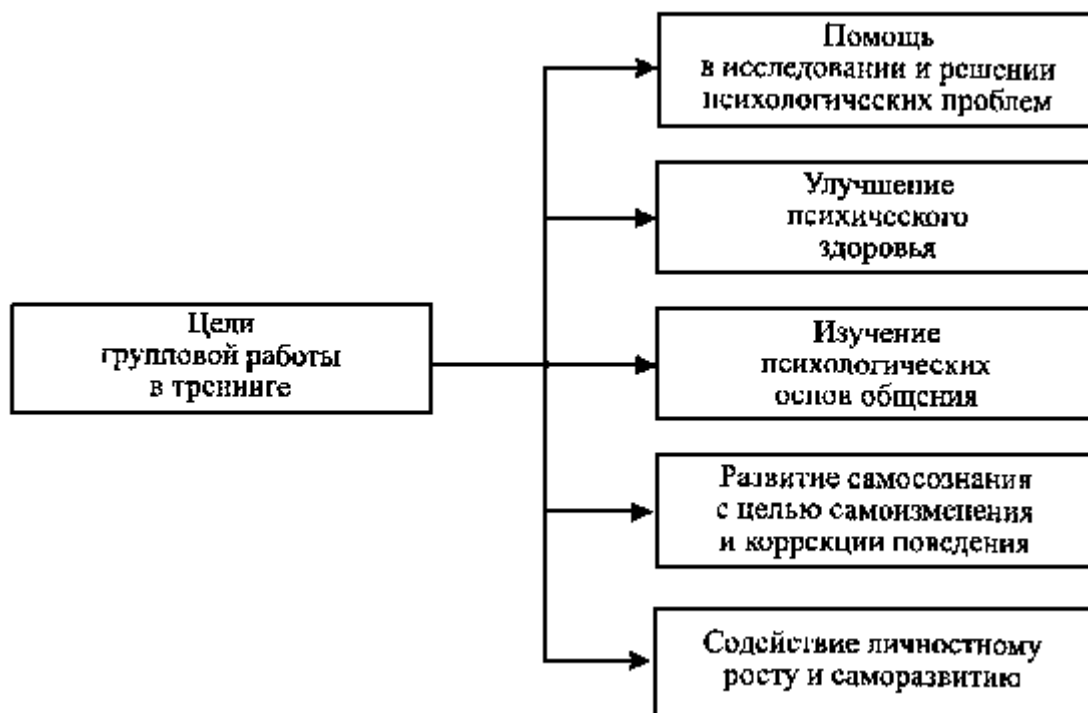 Помощь
в исследовании и решении
психологических проблем
Улучшение
психического
здоровья
Цели
групповой работы
в тренинге
Изучение
психологических
основ общения
Развитие самосознания
с целью самоизменения
и коррекции поведения
Содействие личностному
росту и саморазвитию